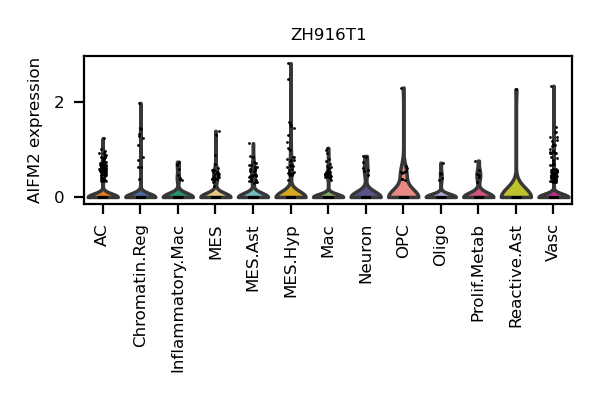 ZH916T1
AIFM2 expression
2
0
AC
Chromatin.Reg
Inflammatory.Mac
MES
MES.Ast
MES.Hyp
Mac
Neuron
OPC
Oligo
Prolif.Metab
Reactive.Ast
Vasc